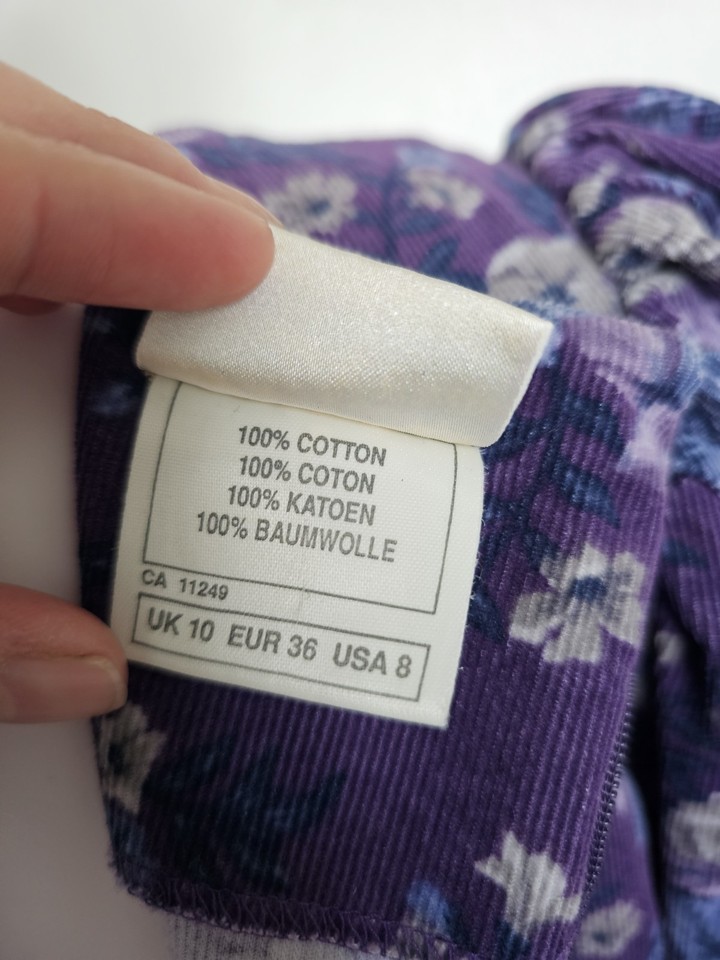 100% COTTON
100% COTON
100% KATOEN
100% BAUMWOLLE
CA 11249
UK 10 EUR 36 USA 8